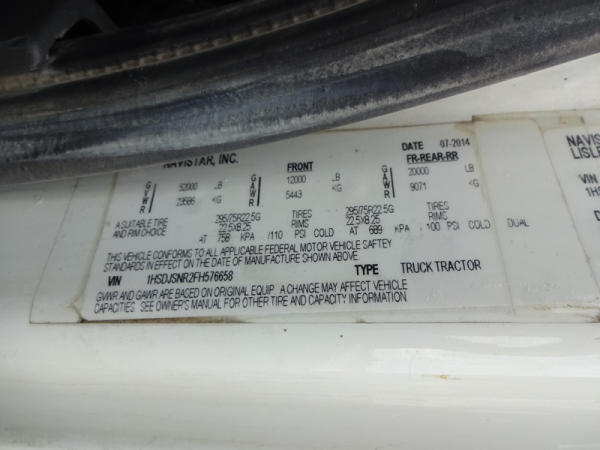 NAVISTAR, INC. FRONT DATE 07-2014
FR-REAR-RR
GVWR 52000 LB GAWR 12000 LB GAWR 20000 LB
23586 KG 5443 KG 9071 KG
A SUITABLE TIRE AND RIM CHOICE
295/75R22.5G TIRES 295/75R22.5G TIRES
22.5X8.25 RIMS 22.5X8.25 RIMS
AT 758 KPA /110 PSI COLD AT 689 KPA / 100 PSI COLD DUAL
THIS VEHICLE CONFORMS TO ALL APPLICABLE FEDERAL MOTOR VEHICLE SAFTEY
STANDARDS IN EFFECT ON THE DATE OF MANUFACTURE SHOWN ABOVE.
VIN 1HSDJSNR2FH576658 TYPE TRUCK TRACTOR
GVWR AND GAWR ARE BASED ON ORIGINAL EQUIPMENT. A CHANGE MAY AFFECT THESE
CAPACITIES. SEE OWNER'S MANUAL FOR OTHER TIRE AND CAPACITY INFORMATION.
NAVIS
LISLE
VIN
1HS
D